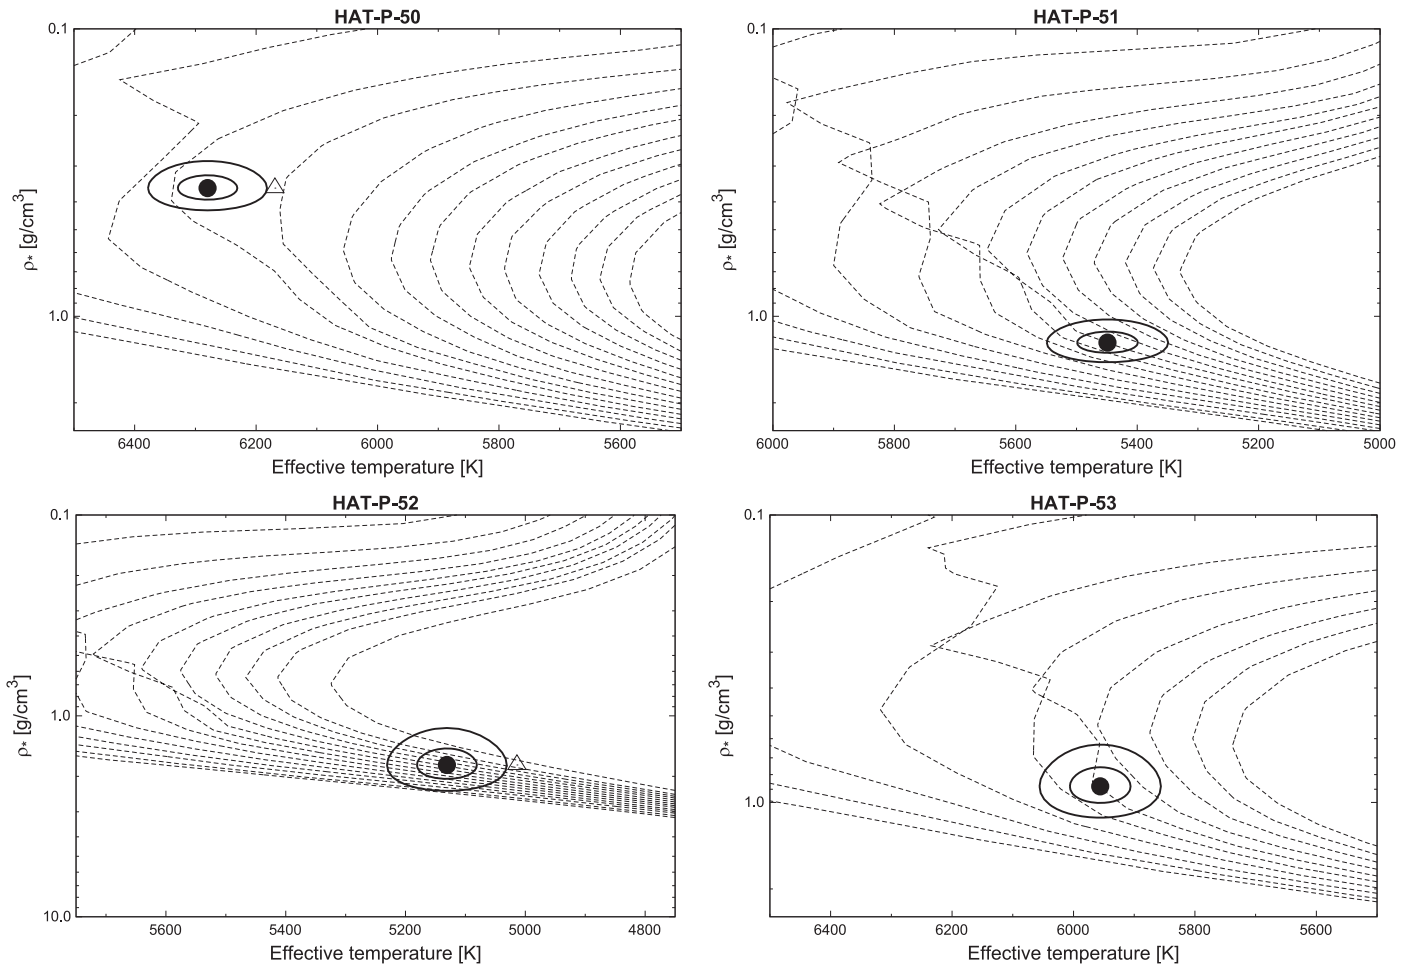 HAT-P-50
0.1
1.0
ρ* [g/cm3]
6400 6200 6000 5800 5600
Effective temperature [K]
HAT-P-51
0.1
1.0
ρ* [g/cm3]
6000 5800 5600 5400 5200 5000
Effective temperature [K]
HAT-P-52
0.1
1.0
10.0
ρ* [g/cm3]
5600 5400 5200 5000 4800
Effective temperature [K]
HAT-P-53
0.1
1.0
ρ* [g/cm3]
6400 6200 6000 5800 5600
Effective temperature [K]